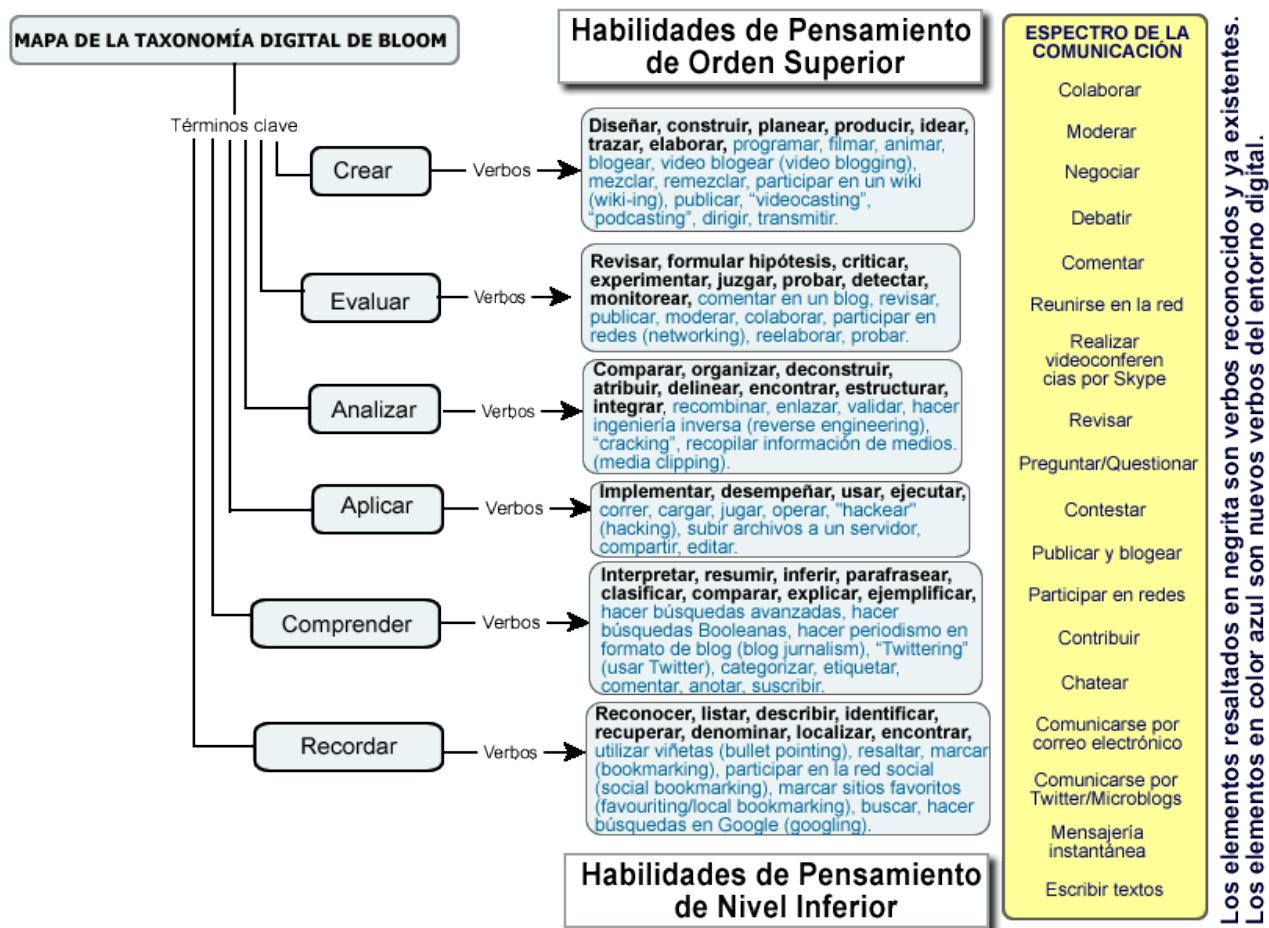 MAPA DE LA TAXONOMÍA DIGITAL DE BLOOM
Términos clave
Habilidades de Pensamiento
de Orden Superior
Crear
Verbos
Diseñar, construir, planear, producir, idear,
trazar, elaborar, programar, filmar, animar,
blogear, video blogear (video blogging),
mezclar, remezclar, participar en un wiki
(wiki-ing), publicar, “videocasting”,
“podcasting”, dirigir, transmitir.
Evaluar
Verbos
Revisar, formular hipótesis, criticar,
experimentar, juzgar, probar, detectar,
monitorear, comentar en un blog, revisar,
publicar, moderar, colaborar, participar en
redes (networking), reelaborar, probar.
Analizar
Verbos
Comparar, organizar, deconstruir,
atribuir, delinear, encontrar, estructurar,
integrar, recombinar, enlazar, validar, hacer
ingeniería inversa (reverse engineering),
“cracking”, recopilar información de medios.
(media clipping).
Aplicar
Verbos
Implementar, desempeñar, usar, ejecutar,
correr, cargar, jugar, operar, "hackear"
(hacking), subir archivos a un servidor,
compartir, editar.
Comprender
Verbos
Interpretar, resumir, inferir, parafrasear,
clasificar, comparar, explicar, ejemplificar,
hacer búsquedas avanzadas, hacer
búsquedas Booleanas, hacer periodismo en
formato de blog (blog jurnalism), “Twittering”
(usar Twitter), categorizar, etiquetar,
comentar, anotar, suscribir.
Recordar
Verbos
Reconocer, listar, describir, identificar,
recuperar, denominar, localizar, encontrar,
utilizar viñetas (bullet pointing), resaltar, marcar
(bookmarking), participar en la red social
(social bookmarking), marcar sitios favoritos
(favouriting/local bookmarking), buscar, hacer
búsquedas en Google (googling).
Habilidades de Pensamiento
de Nivel Inferior
ESPECTRO DE LA
COMUNICACIÓN
Colaborar
Moderar
Negociar
Debatir
Comentar
Reunirse en la red
Realizar
videoconferen
cias por Skype
Revisar
Preguntar/Questionar
Contestar
Publicar y blogear
Participar en redes
Contribuir
Chatear
Comunicarse por
correo electrónico
Comunicarse por
Twitter/Microblogs
Mensajería
instantánea
Escribir textos
Los elementos resaltados en negrita son verbos reconocidos y ya existentes.
Los elementos en color azul son nuevos verbos del entorno digital.